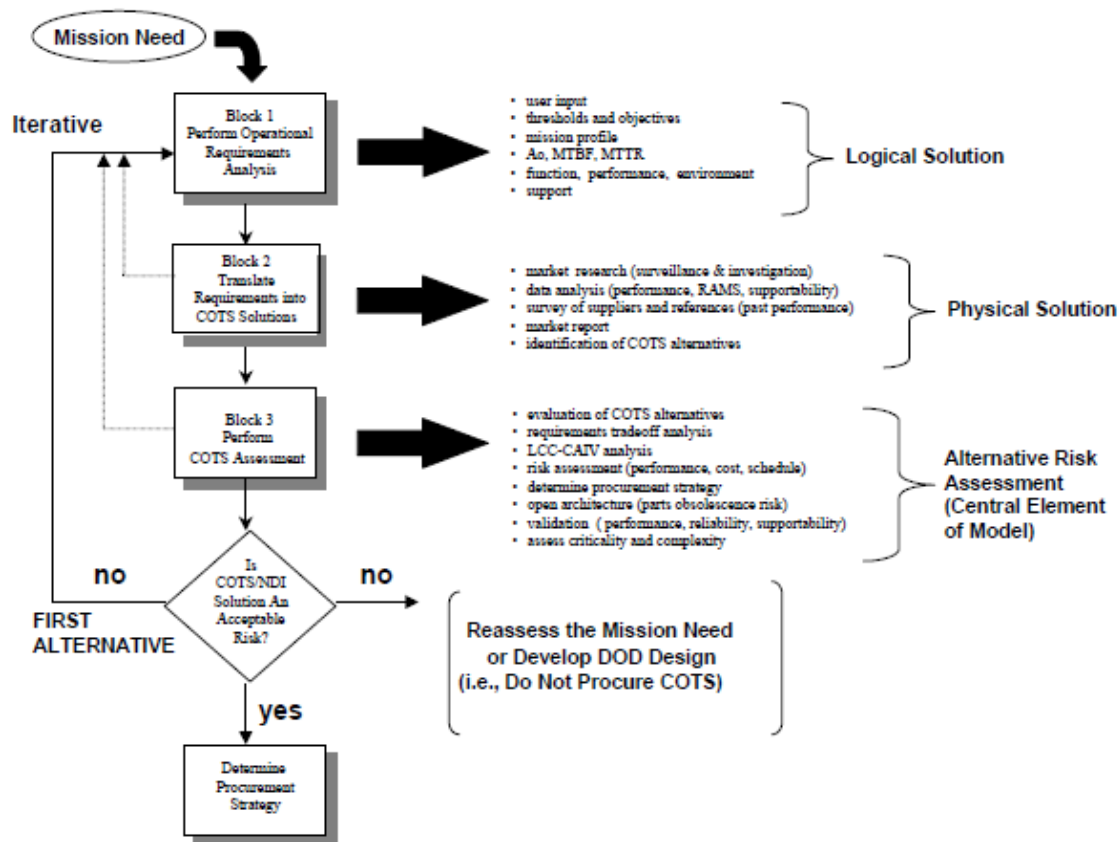 Mission Need
Iterative
Block 1
Perform Operational
Requirements
Analysis
• user input
• thresholds and objectives
• mission profile
• Ao, MTBF, MTTR
• function, performance, environment
• support
Logical Solution
Block 2
Translate
Requirements into
COTS Solutions
• market research (surveillance & investigation)
• data analysis (performance, RAMS, supportability)
• survey of suppliers and references (past performance)
• market report
• identification of COTS alternatives
Physical Solution
Block 3
Perform
COTS Assessment
• evaluation of COTS alternatives
• requirements tradeoff analysis
• LCC-CAIV analysis
• risk assessment (performance, cost, schedule)
• determine procurement strategy
• open architecture (parts obsolescence risk)
• validation ( performance, reliability, supportability)
• assess criticality and complexity
Alternative Risk
Assessment
(Central Element
of Model)
Is
COTS/NDI
Solution An
Acceptable
Risk?
no
FIRST
ALTERNATIVE
no
Reassess the Mission Need
or Develop DOD Design
(i.e., Do Not Procure COTS)
yes
Determine
Procurement
Strategy